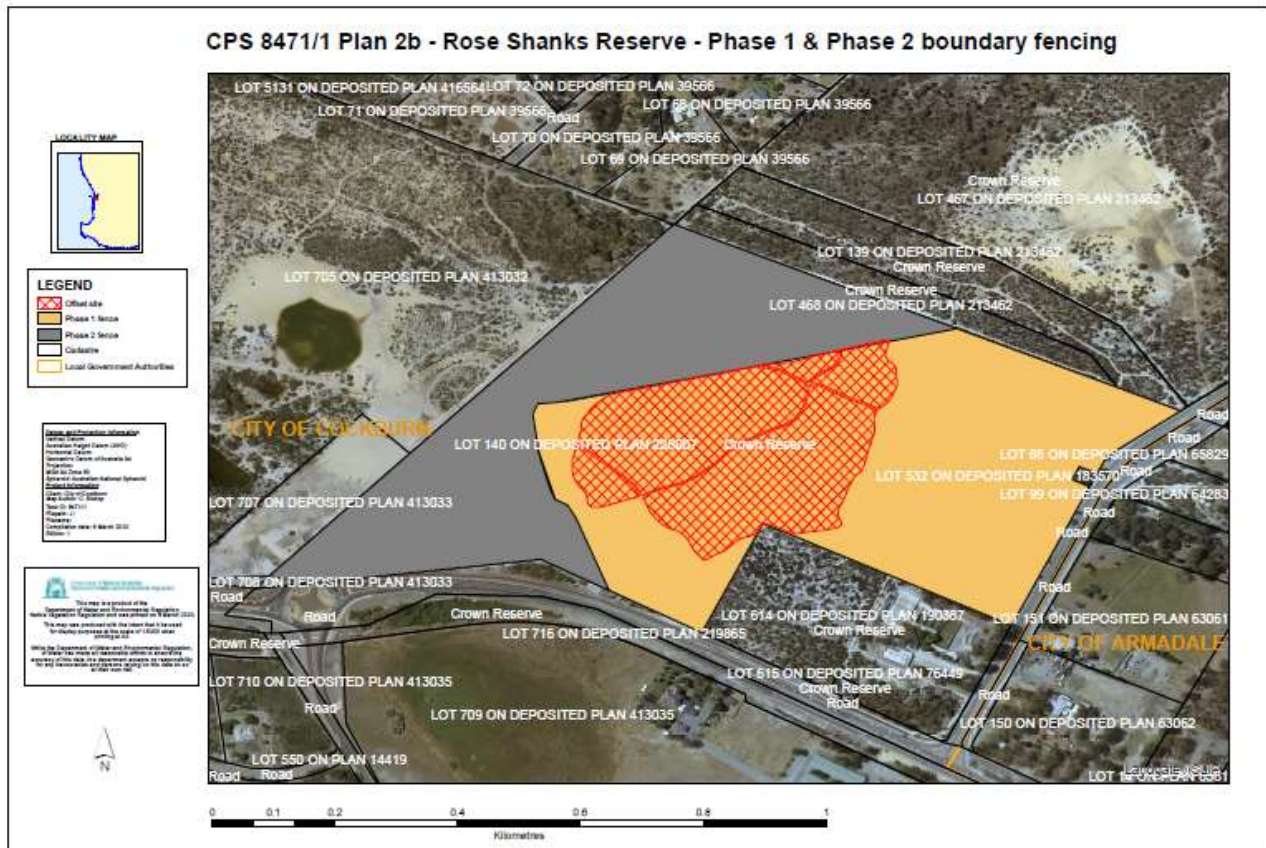 CPS 8471/1 Plan 2b - Rose Shanks Reserve - Phase 1 & Phase 2 boundary fencing
LOCALITY MAP
LEGEND
Offset site
Phase 1 fence
Phase 2 fence
Cadastre
Local Government Authorities
N
LOT 5131 ON DEPOSITED PLAN 416564
LOT 72 ON DEPOSITED PLAN 39566
LOT 71 ON DEPOSITED PLAN 39566
Road
LOT 68 ON DEPOSITED PLAN 39566
LOT 70 ON DEPOSITED PLAN 39566
LOT 69 ON DEPOSITED PLAN 39566
Crown Reserve
LOT 467 ON DEPOSITED PLAN 213462
LOT 139 ON DEPOSITED PLAN 213462
Crown Reserve
LOT 705 ON DEPOSITED PLAN 413032
Crown Reserve
LOT 468 ON DEPOSITED PLAN 213462
Road
CITY OF COCKBURN
LOT 140 ON DEPOSITED PLAN
Crown Reserve
Road
LOT 88 ON DEPOSITED PLAN 65829
LOT 532 ON DEPOSITED PLAN 183570
Road
LOT 99 ON DEPOSITED PLAN 64283
LOT 707 ON DEPOSITED PLAN 413033
Road
Road
LOT 708 ON DEPOSITED PLAN 413033
Road
Road
Road
Crown Reserve
LOT 614 ON DEPOSITED PLAN 190387
Crown Reserve
LOT 151 ON DEPOSITED PLAN 63061
Crown Reserve
LOT 716 ON DEPOSITED PLAN 219865
CITY OF ARMADALE
LOT 710 ON DEPOSITED PLAN 413035
LOT 515 ON DEPOSITED PLAN 76449
Crown Reserve
Road
Road
Road
LOT 709 ON DEPOSITED PLAN 413035
LOT 150 ON DEPOSITED PLAN 63062
LOT 550 ON PLAN 14419
Road
Road
0 0.1 0.2 0.4 0.6 0.8 1
Kilometres